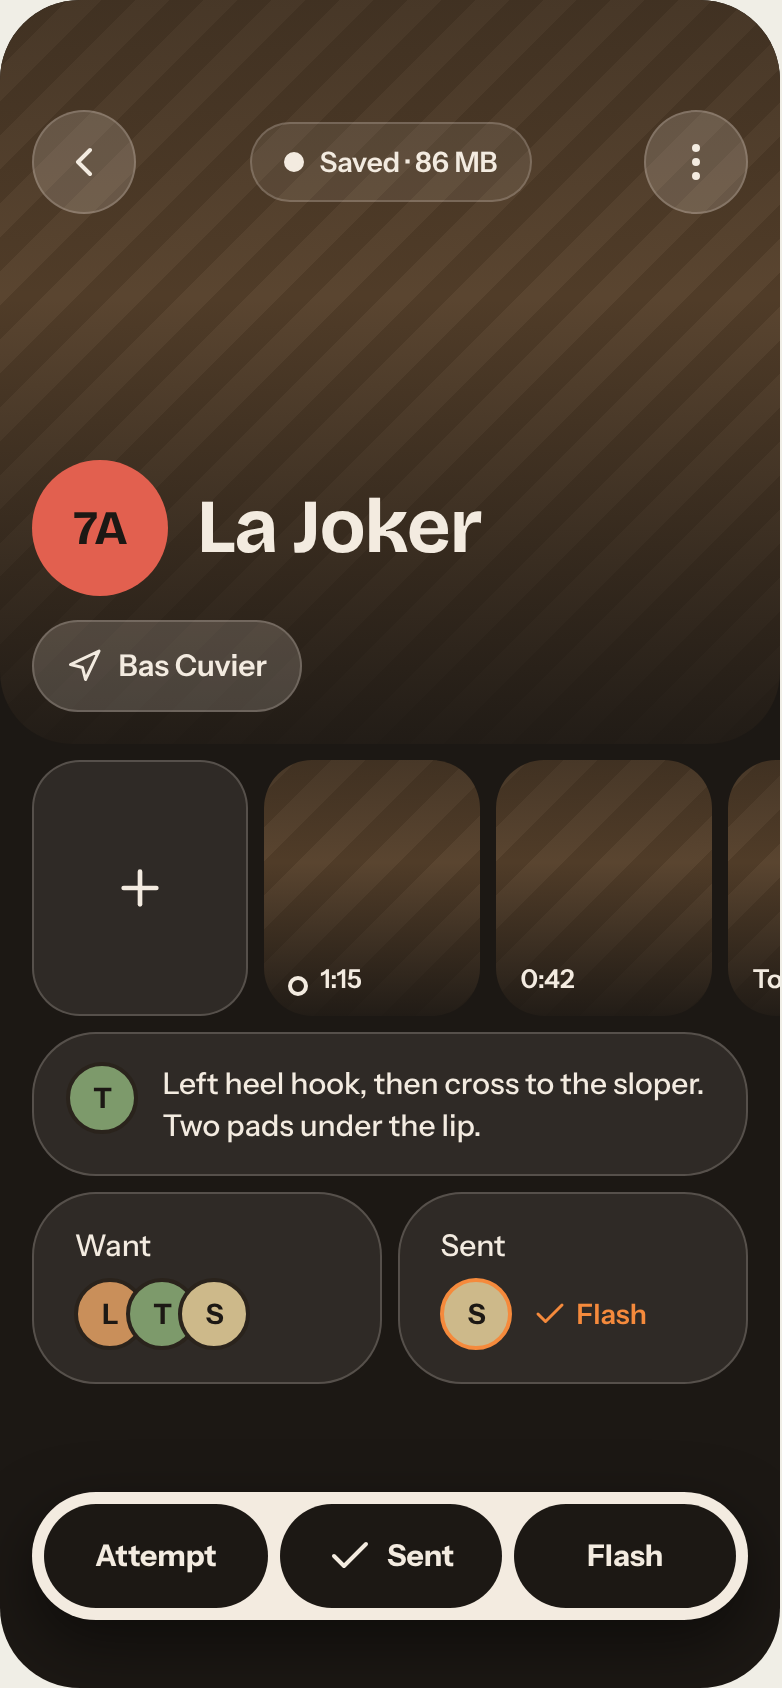 Saved · 86 MB
7A
La Joker
Bas Cuvier
1:15
0:42
To
T
Left heel hook, then cross to the sloper.
Two pads under the lip.
Want
L T S
Sent
S
Flash
Attempt
Sent
Flash